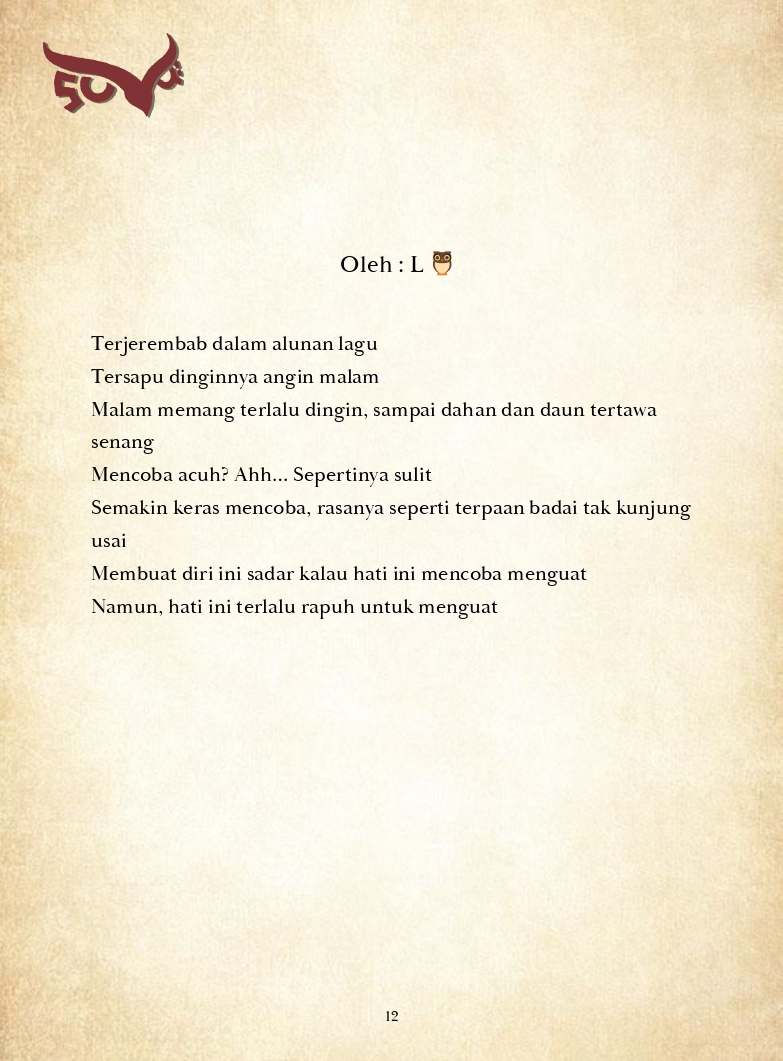 Oleh : L
Terjerembab dalam alunan lagu
Tersapu dinginnya angin malam
Malam memang terlalu dingin, sampai dahan dan daun tertawa
senang
Mencoba acuh? Ahh... Sepertinya sulit
Semakin keras mencoba, rasanya seperti terpaan badai tak kunjung
usai
Membuat diri ini sadar kalau hati ini mencoba menguat
Namun, hati ini terlalu rapuh untuk menguat
12